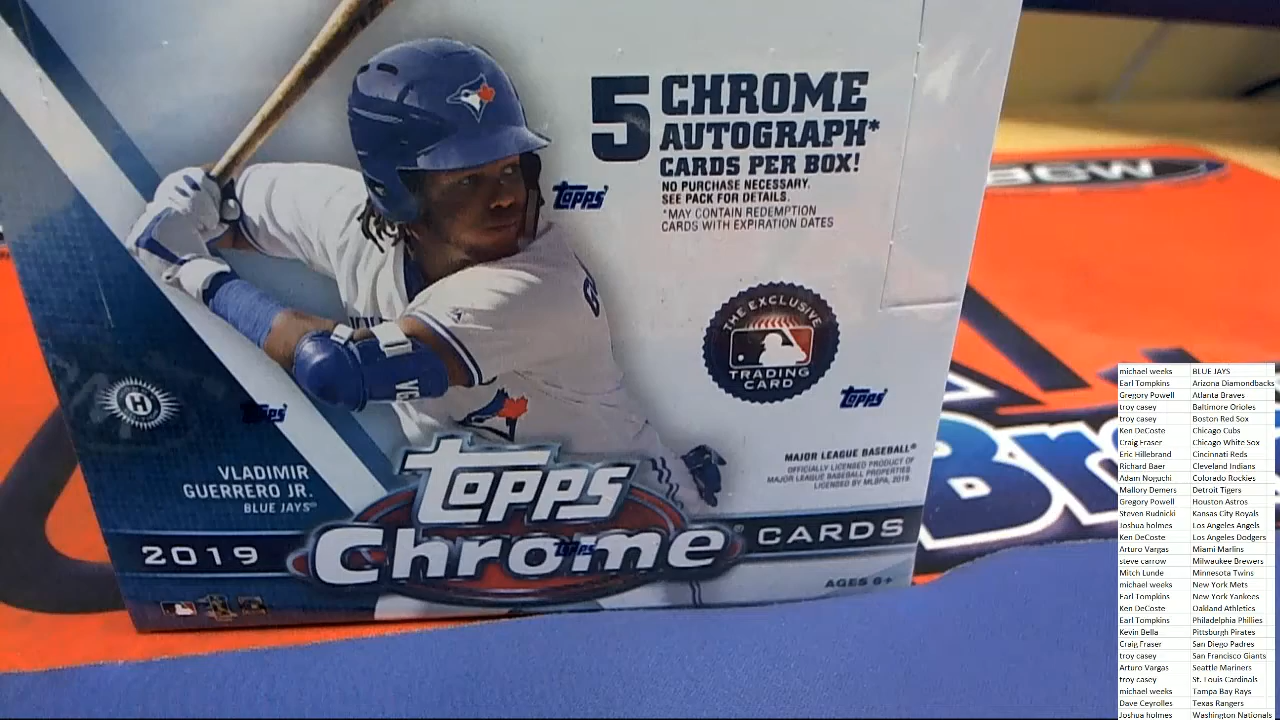 5 CHROME
AUTOGRAPH*
CARDS PER BOX!
NO PURCHASE NECESSARY.
SEE PACK FOR DETAILS.
*MAY CONTAIN REDEMPTION
CARDS WITH EXPIRATION DATES
Topps
THE EXCLUSIVE
TRADING
CARD
H
Topps
Topps
VLADIMIR
GUERRERO JR.
BLUE JAYS
MAJOR LEAGUE BASEBALL®
OFFICIALLY LICENSED PRODUCT OF
MAJOR LEAGUE BASEBALL PROPERTIES
LICENSED BY MLBPA, 2019.
Topps
2019 Chrome® CARDS
Topps
AGES 6+
BGW
Br
michael weeks BLUE JAYS
Earl Tompkins Arizona Diamondbacks
Gregory Powell Atlanta Braves
troy casey Baltimore Orioles
troy casey Boston Red Sox
Ken DeCoste Chicago Cubs
Craig Fraser Chicago White Sox
Eric Hillebrand Cincinnati Reds
Richard Baer Cleveland Indians
Adam Noguchi Colorado Rockies
Mallory Demers Detroit Tigers
Gregory Powell Houston Astros
Steven Rudnicki Kansas City Royals
Joshua holmes Los Angeles Angels
Ken DeCoste Los Angeles Dodgers
Arturo Vargas Miami Marlins
steve carrow Milwaukee Brewers
Mitch Lunde Minnesota Twins
michael weeks New York Mets
Earl Tompkins New York Yankees
Ken DeCoste Oakland Athletics
Earl Tompkins Philadelphia Phillies
Kevin Bella Pittsburgh Pirates
Craig Fraser San Diego Padres
troy casey San Francisco Giants
Arturo Vargas Seattle Mariners
troy casey St. Louis Cardinals
michael weeks Tampa Bay Rays
Dave Ceyrolles Texas Rangers
Joshua holmes Washington Nationals